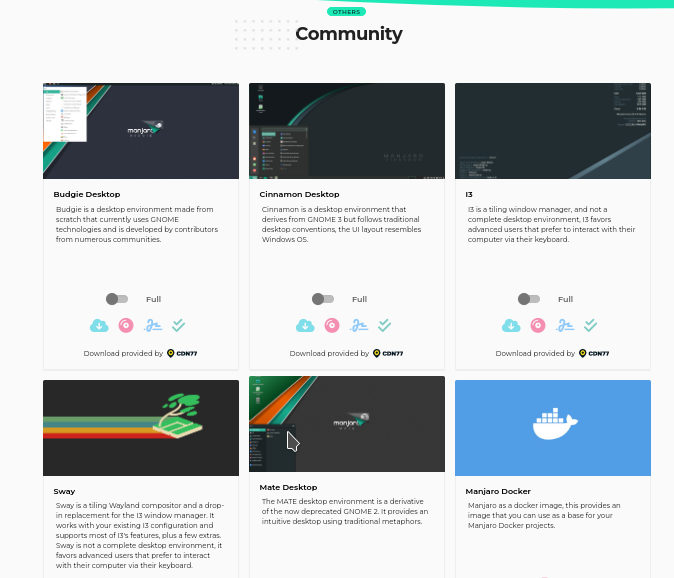 OTHERS
Community
manjaro
MANJARO
Budgie Desktop
Budgie is a desktop environment made from
scratch that currently uses GNOME
technologies and is developed by contributors
from numerous communities.
Full
Download provided by CDN77
Cinnamon Desktop
Cinnamon is a desktop environment that
derives from GNOME 3 but follows traditional
desktop conventions, the UI layout resembles
Windows OS.
Full
Download provided by CDN77
I3
I3 is a tiling window manager, and not a
complete desktop environment, I3 favors
advanced users that prefer to interact with their
computer via their keyboard.
Full
Download provided by CDN77
manjaro
Sway
Sway is a tiling Wayland compositor and a drop-
in replacement for the I3 window manager. It
works with your existing I3 configuration and
supports most of I3's features, plus a few extras.
Sway is not a complete desktop environment, it
favors advanced users that prefer to interact
with their computer via their keyboard.
Mate Desktop
The MATE desktop environment is a derivative
of the now deprecated GNOME 2. It provides an
intuitive desktop using traditional metaphors.
Manjaro Docker
Manjaro as a docker image, this provides an
image that you can use as a base for your
Manjaro Docker projects.